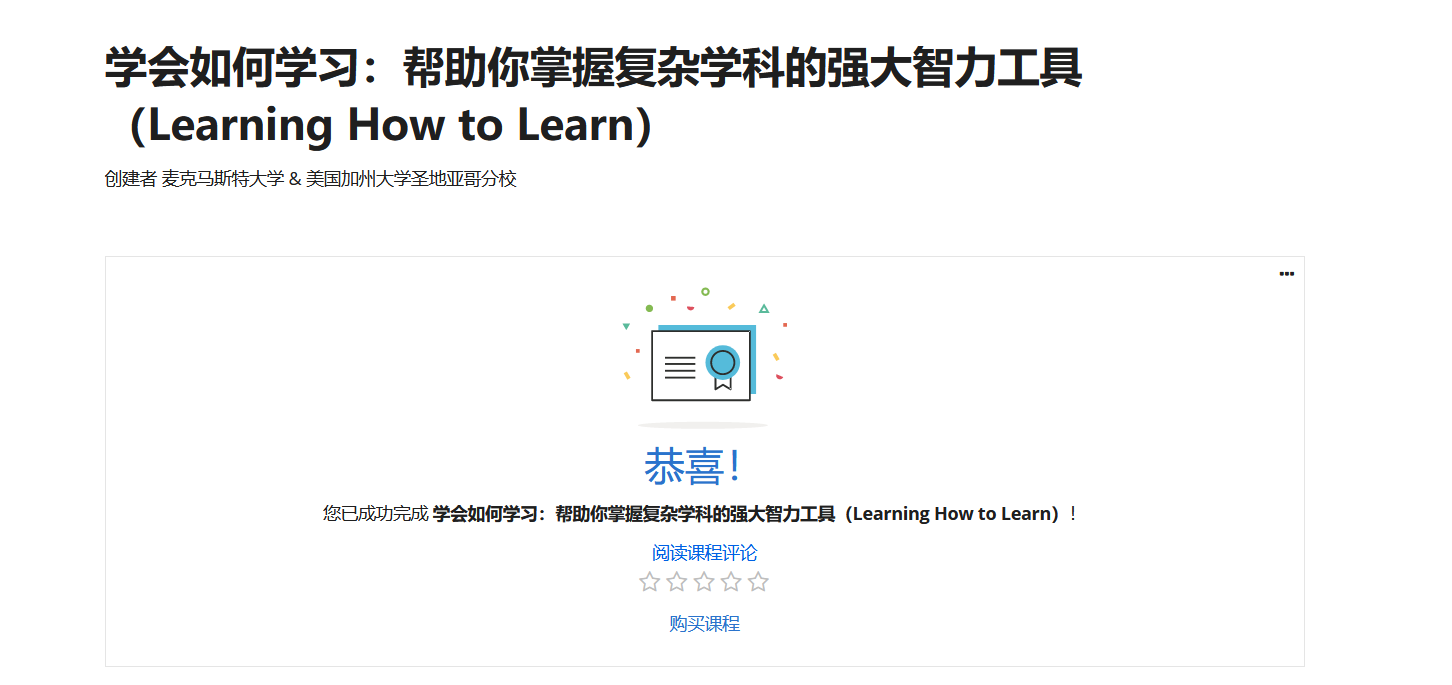 学会如何学习：帮助你掌握复杂学科的强大智力工具
（Learning How to Learn）
创建者 麦克马斯特大学 & 美国加州大学圣地亚哥分校
恭喜！
您已成功完成 学会如何学习：帮助你掌握复杂学科的强大智力工具（Learning How to Learn）！
阅读课程评论
购买课程